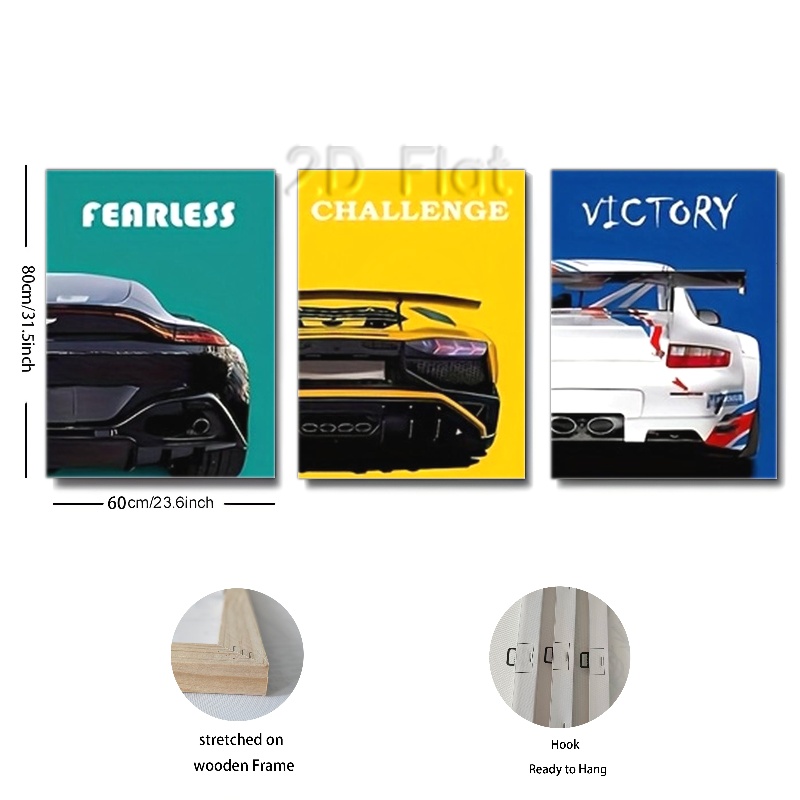 2D Flat
FEARLESS
CHALLENGE
VICTORY
80cm/31.5inch
60cm/23.6inch
stretched on
wooden Frame
Hook
Ready to Hang